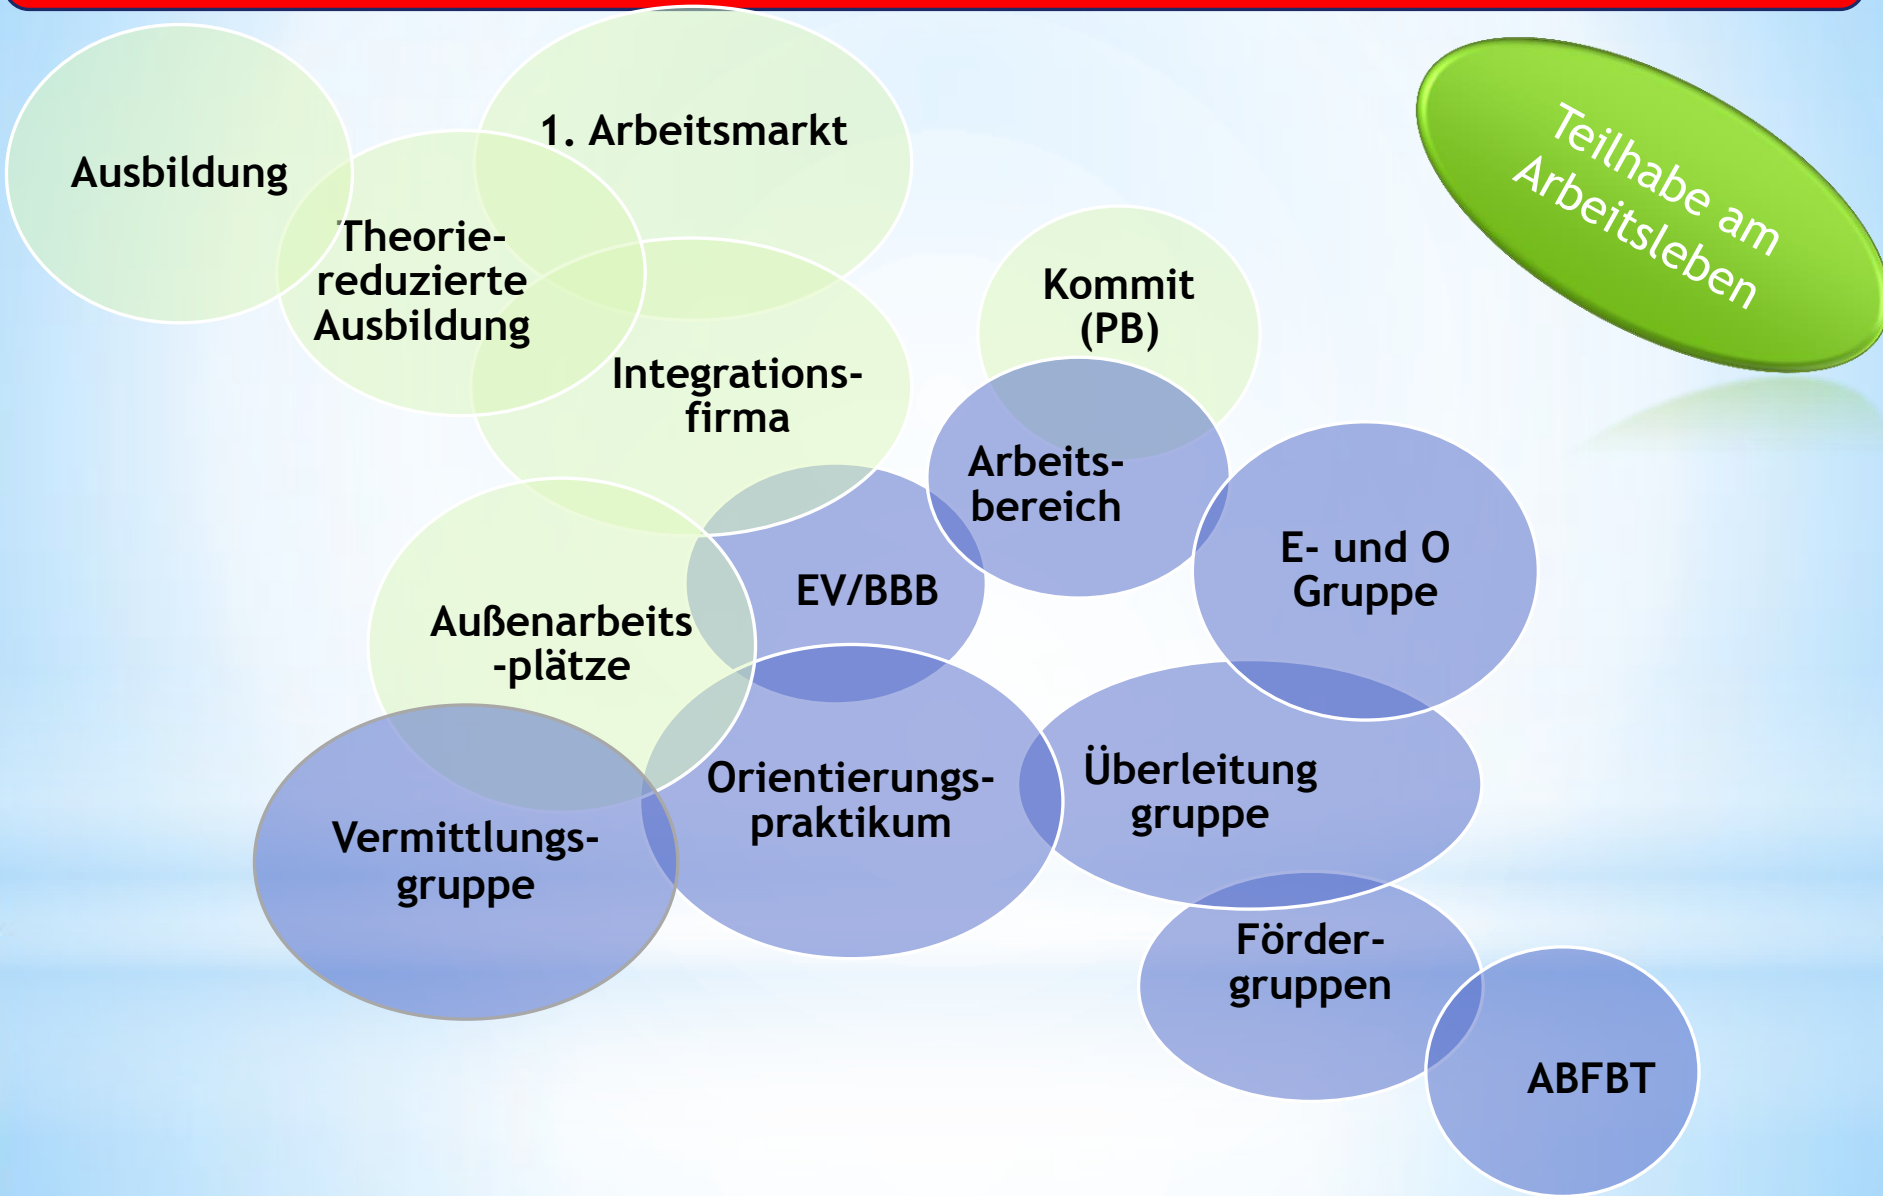 Ausbildung
1. Arbeitsmarkt
Theorie-
reduzierte
Ausbildung
Integrations-
firma
Kommit
(PB)
Teilhabe am
Arbeitsleben
Arbeits-
bereich
E- und O
Gruppe
EV/BBB
Außenarbeits
-plätze
Orientierungs-
praktikum
Überleitung
gruppe
Vermittlungs-
gruppe
Förder-
gruppen
ABFBT